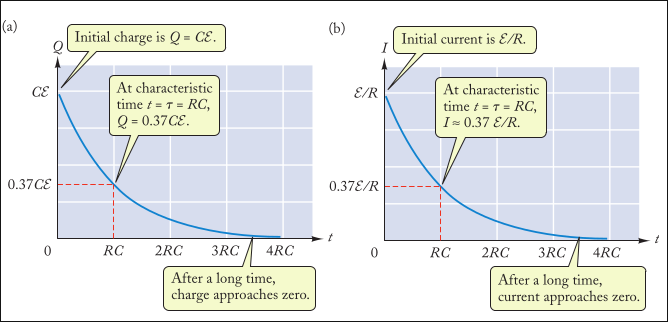 (a)
Initial charge is Q = Cℰ.
Q
Cℰ
At characteristic
time t = τ = RC,
Q = 0.37Cℰ.
0.37Cℰ
0
RC
2RC
3RC
4RC
t
After a long time,
charge approaches zero.
(b)
Initial current is ℰ/R.
I
ℰ/R
At characteristic
time t = τ = RC,
I ≈ 0.37 ℰ/R.
0.37ℰ/R
0
RC
2RC
3RC
4RC
t
After a long time,
current approaches zero.